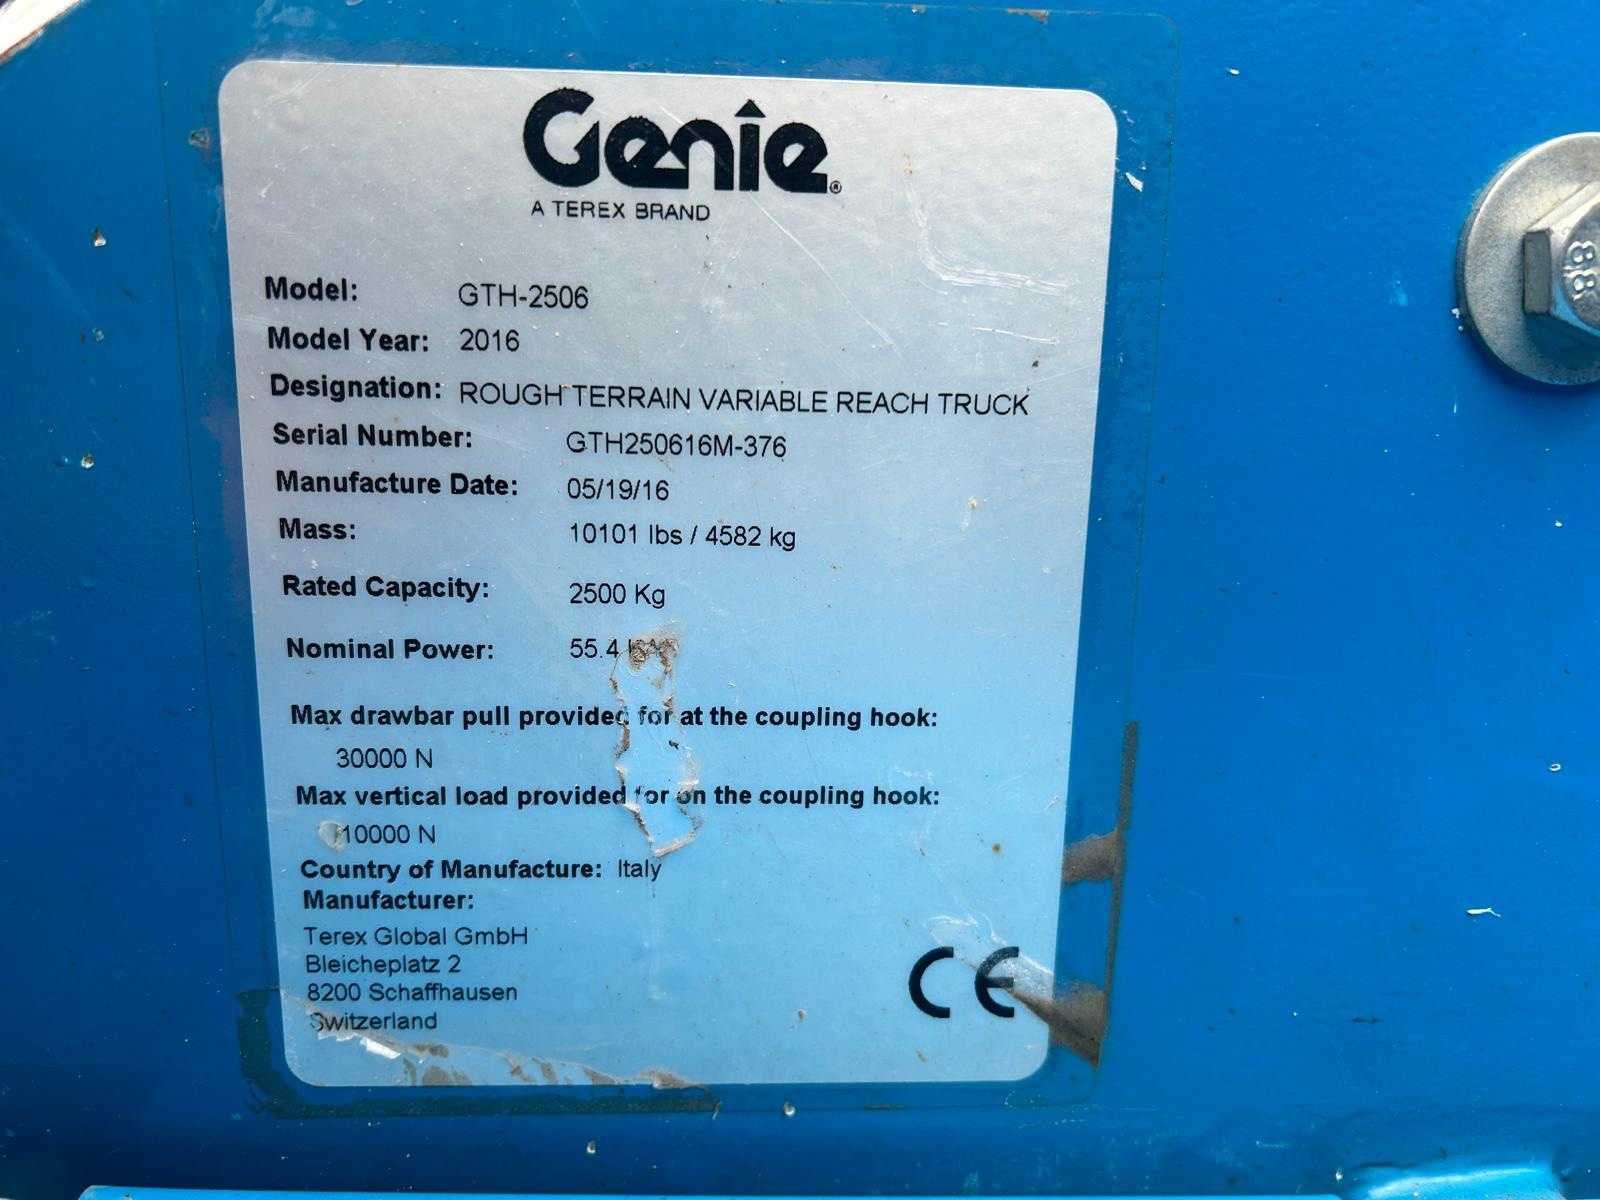 Genie®
A TEREX BRAND
Model: GTH-2506
Model Year: 2016
Designation: ROUGH TERRAIN VARIABLE REACH TRUCK
Serial Number: GTH250616M-376
Manufacture Date: 05/19/16
Mass: 10101 lbs / 4582 kg
Rated Capacity: 2500 Kg
Nominal Power: 55.4
Max drawbar pull provided for at the coupling hook:
30000 N
Max vertical load provided for on the coupling hook:
10000 N
Country of Manufacture: Italy
Manufacturer:
Terex Global GmbH
Bleicheplatz 2
8200 Schaffhausen
Switzerland
CE